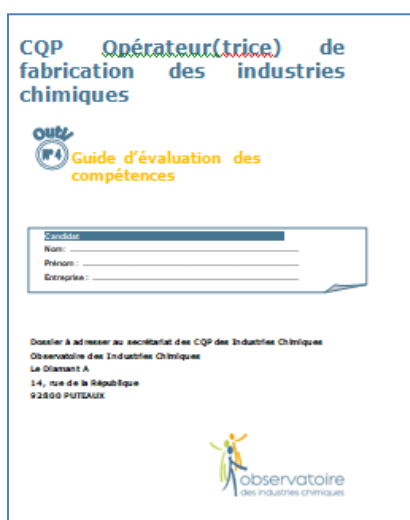 CQP Opérateur(trice) de
fabrication des industries
chimiques
Outil
N°4
Guide d'évaluation des
compétences
Candidat
Nom:
Prénom :
Entreprise :
Dossier à adresser au secrétariat des CQP des Industries Chimiques
Observatoire des Industries Chimiques
Le Diamant A
14, rue de la République
92800 PUTEAUX
observatoire
des industries chimiques